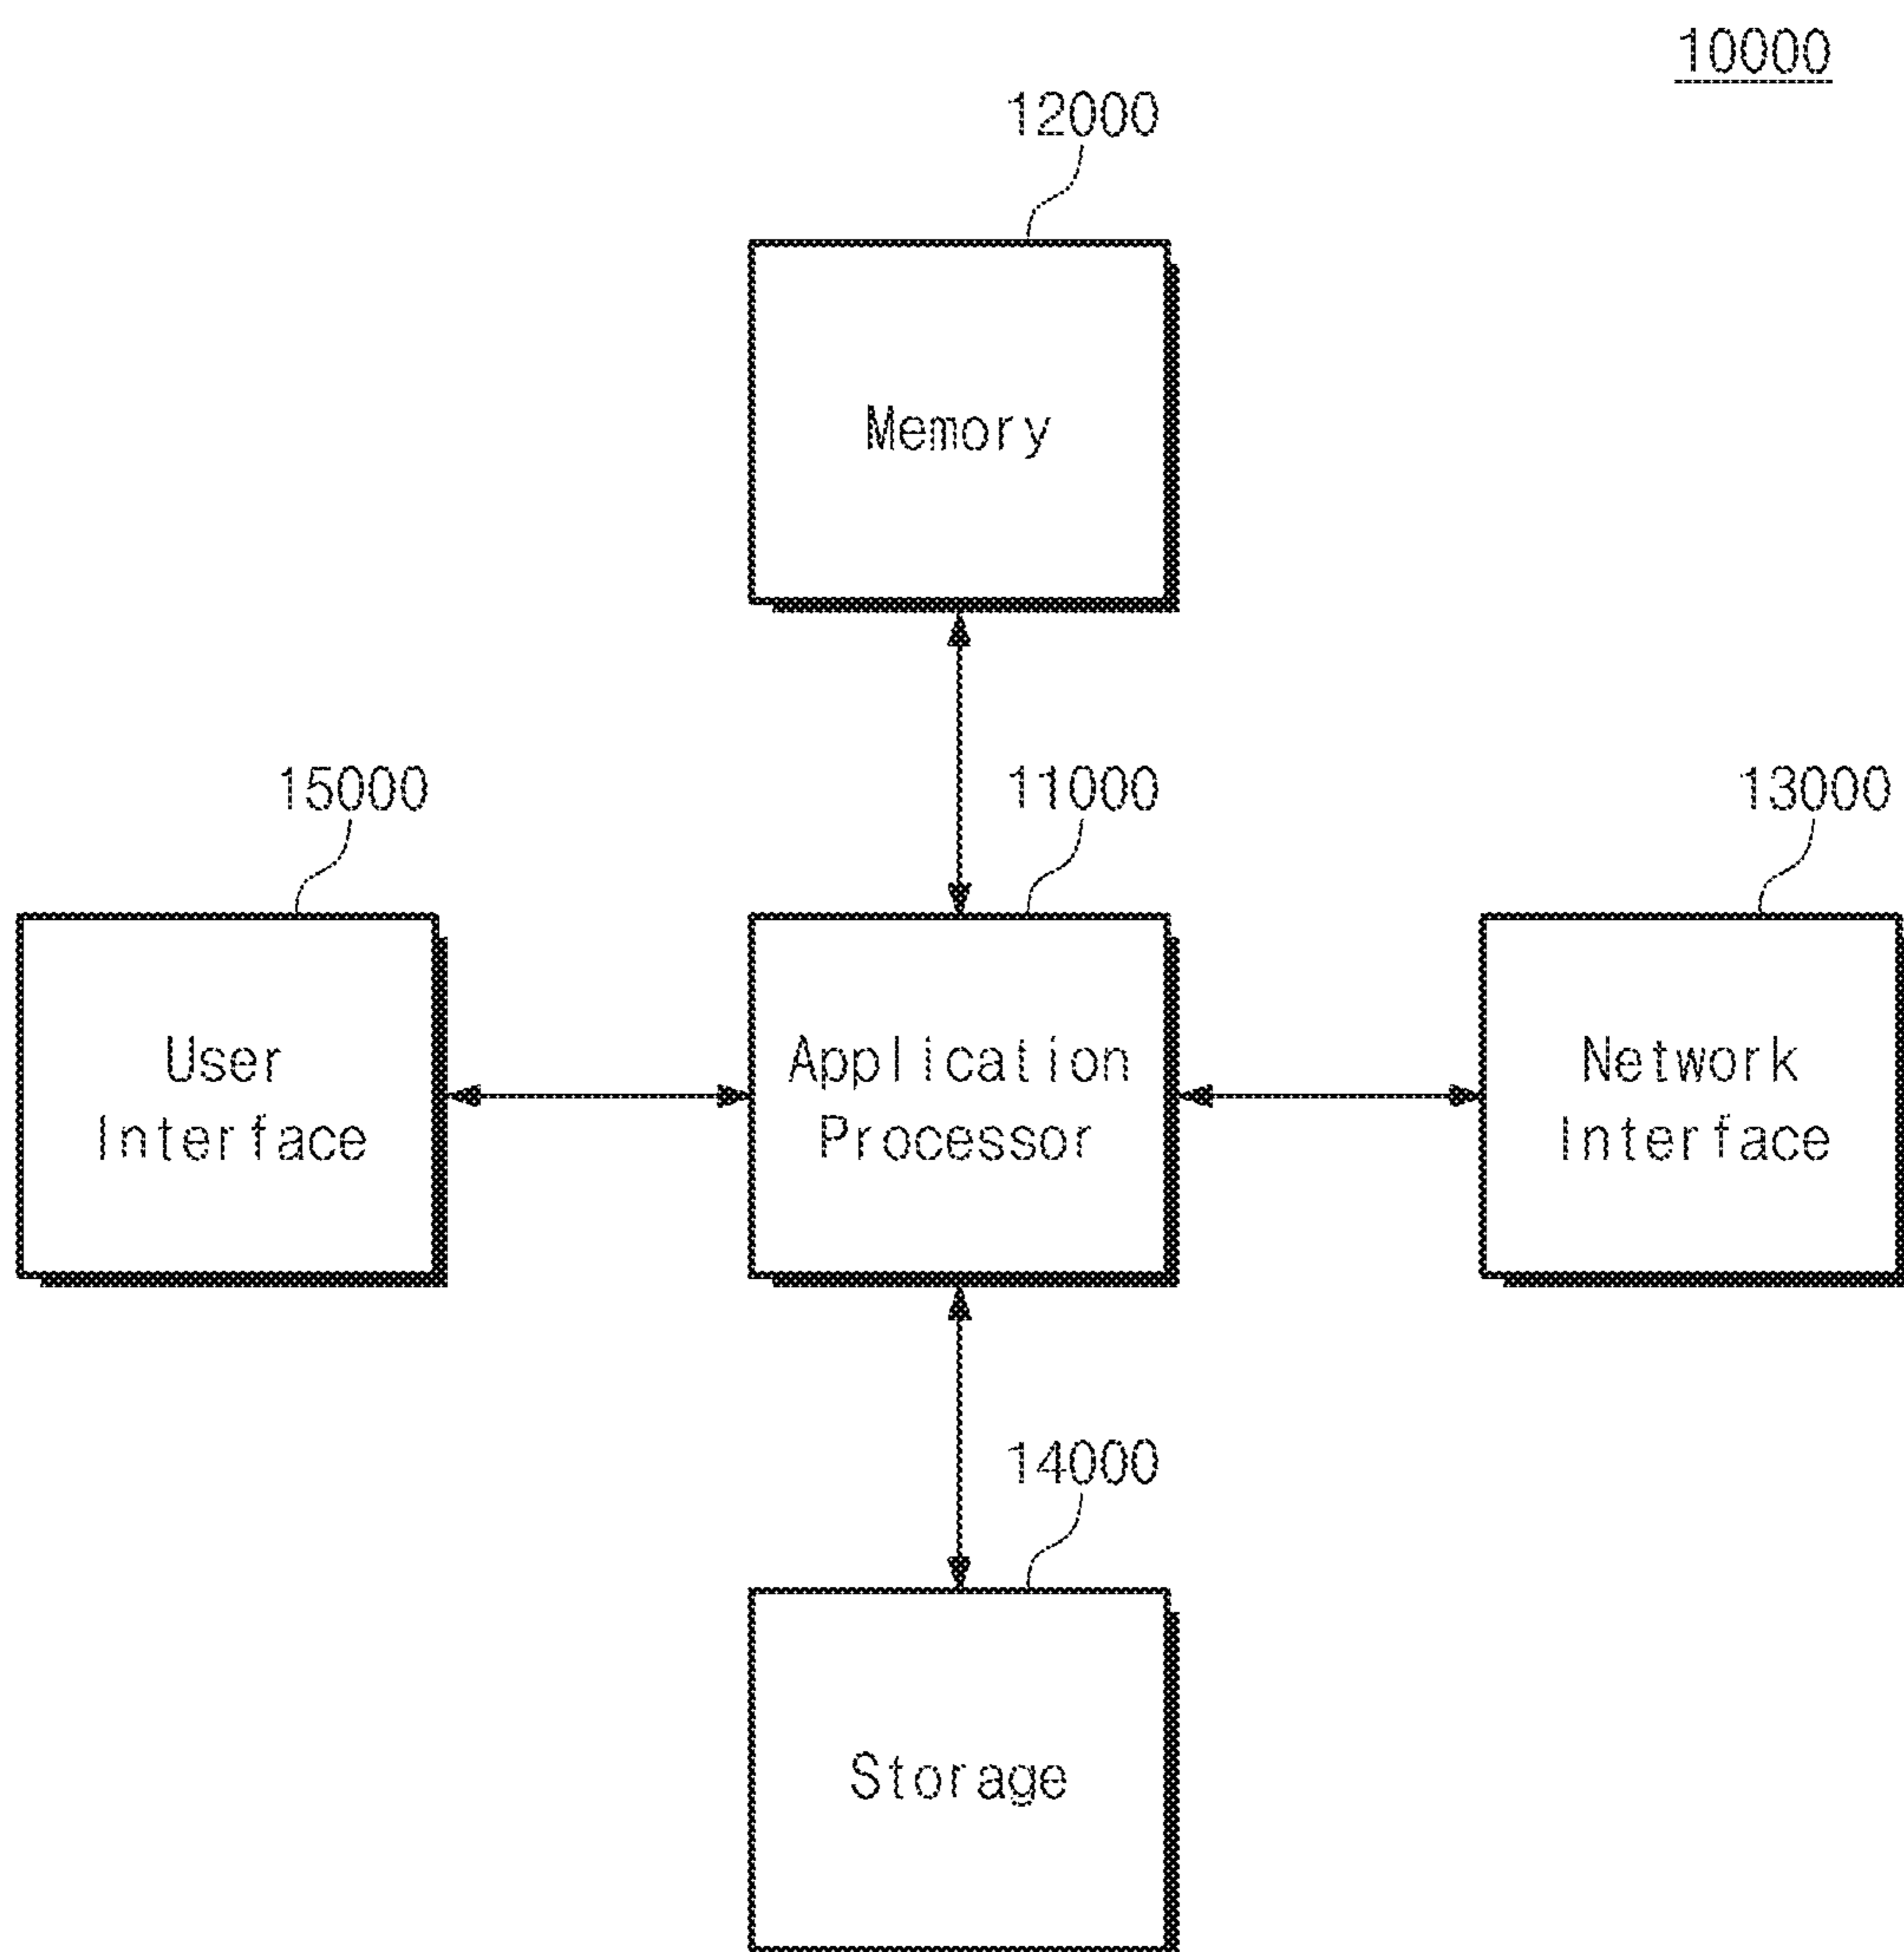 10000
12000
Memory
15000
11000
13000
User
Interface
Application
Processor
Network
Interface
14000
Storage